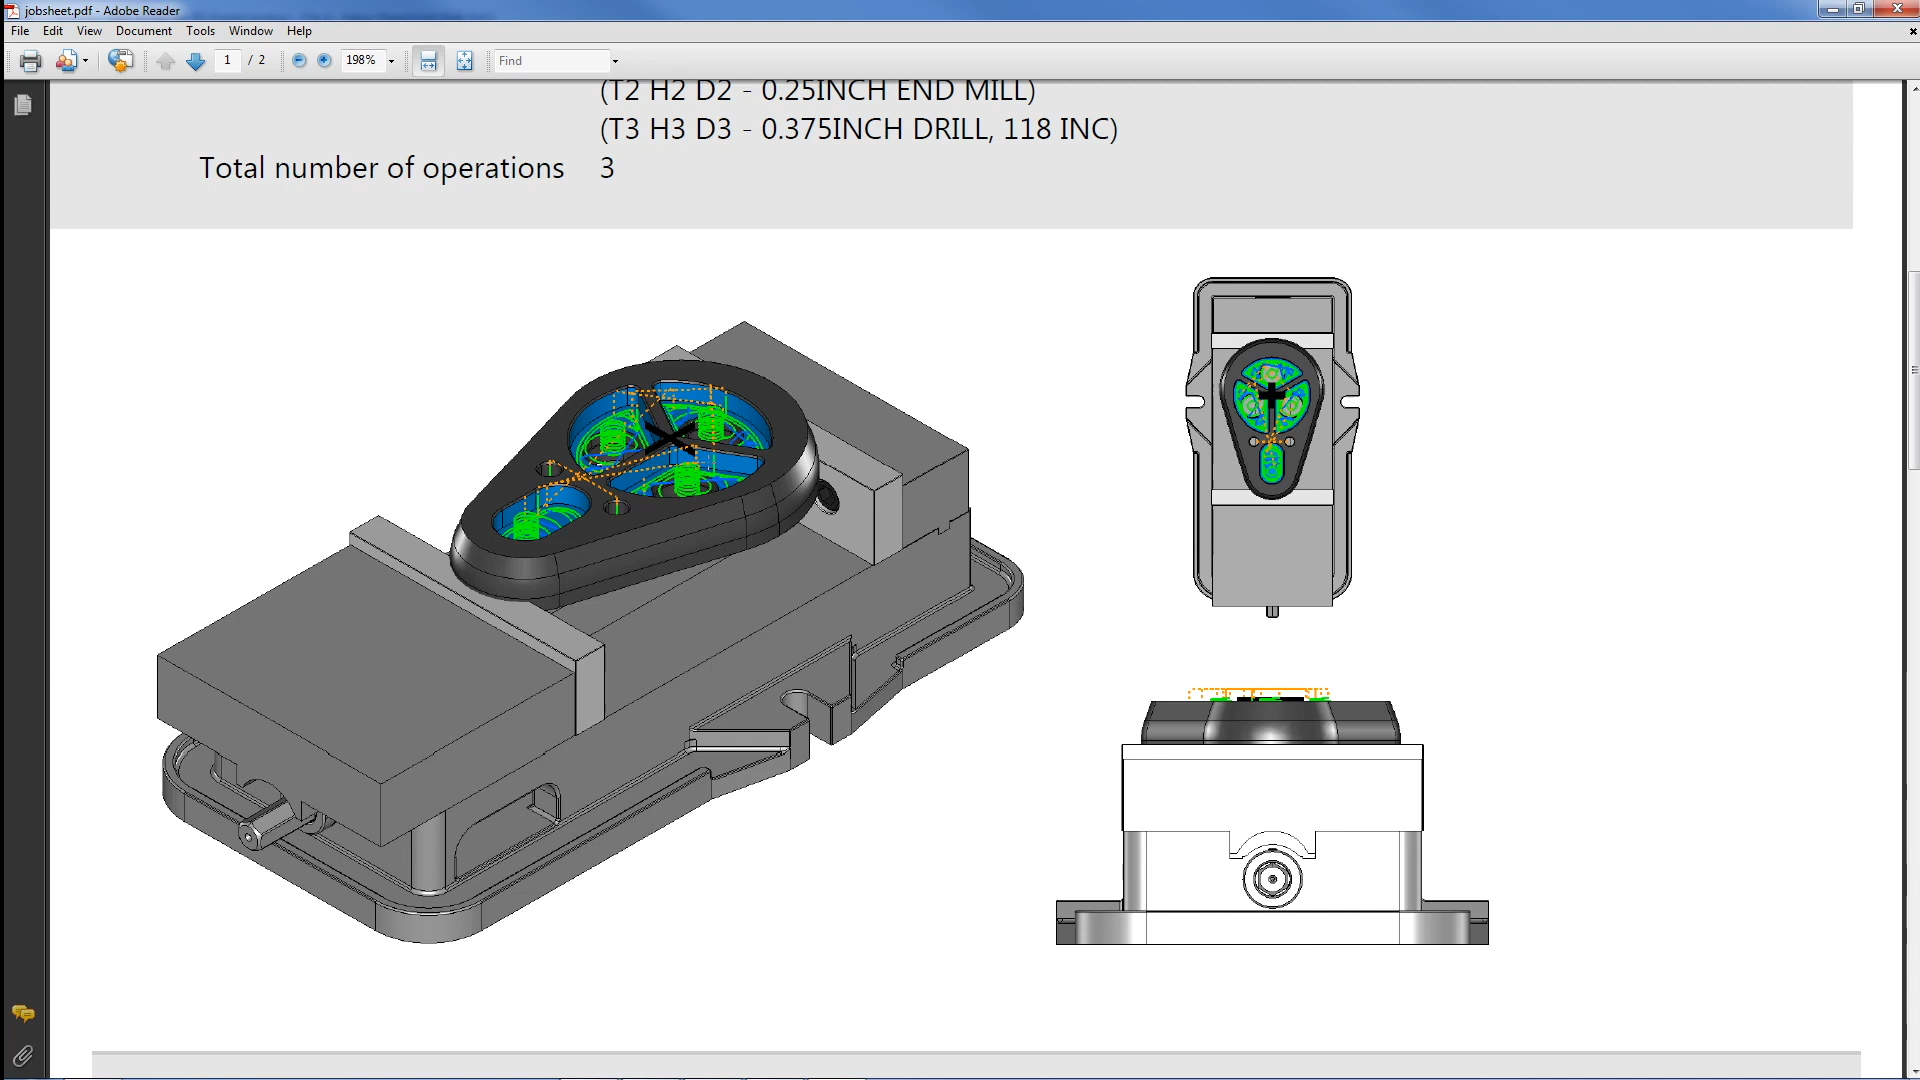 jobsheet.pdf - Adobe Reader
File Edit View Document Tools Window Help
1 / 2 198% Find
(T2 H2 D2 - 0.25INCH END MILL)
(T3 H3 D3 - 0.375INCH DRILL, 118 INC)
Total number of operations 3